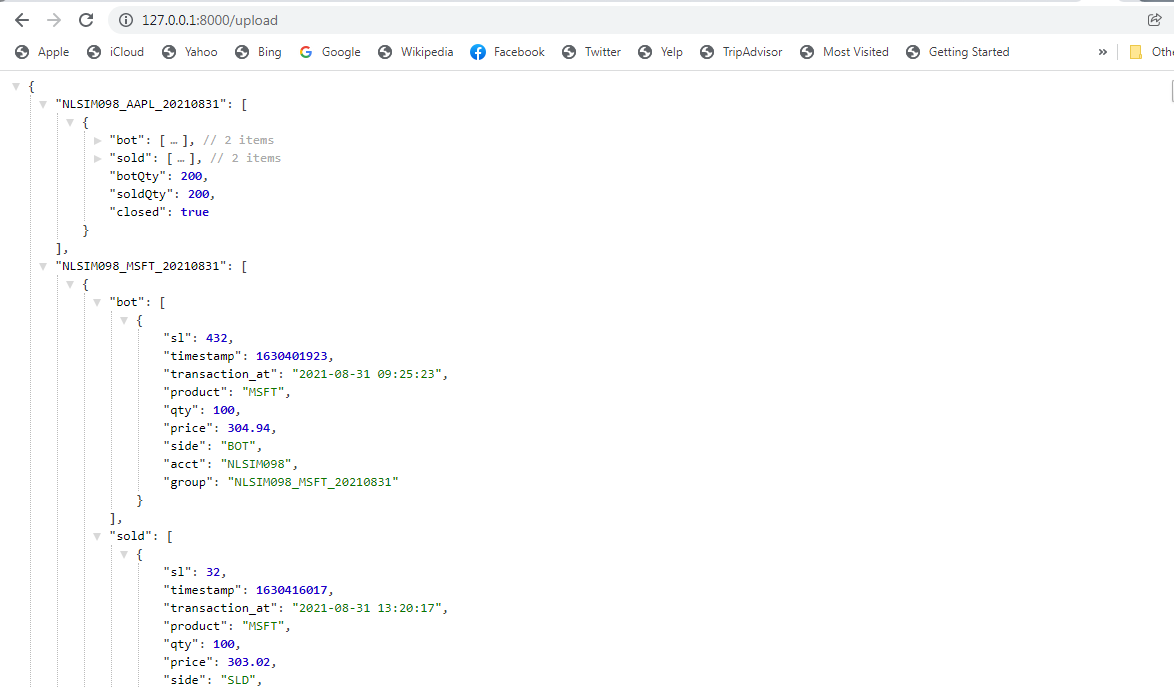 127.0.0.1:8000/upload
Apple iCloud Yahoo Bing Google Wikipedia Facebook Twitter Yelp TripAdvisor Most Visited Getting Started » Othe
{
"NLSIM098_AAPL_20210831": [
{
"bot": [ … ], // 2 items
"sold": [ … ], // 2 items
"botQty": 200,
"soldQty": 200,
"closed": true
}
],
"NLSIM098_MSFT_20210831": [
{
"bot": [
{
"sl": 432,
"timestamp": 1630401923,
"transaction_at": "2021-08-31 09:25:23",
"product": "MSFT",
"qty": 100,
"price": 304.94,
"side": "BOT",
"acct": "NLSIM098",
"group": "NLSIM098_MSFT_20210831"
}
],
"sold": [
{
"sl": 32,
"timestamp": 1630416017,
"transaction_at": "2021-08-31 13:20:17",
"product": "MSFT",
"qty": 100,
"price": 303.02,
"side": "SLD",